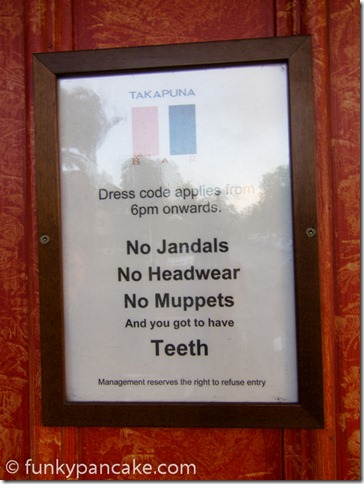 TAKAPUNA
BAR
Dress code applies from
6pm onwards.
No Jandals
No Headwear
No Muppets
And you got to have
Teeth
Management reserves the right to refuse entry
© funkypancake.com